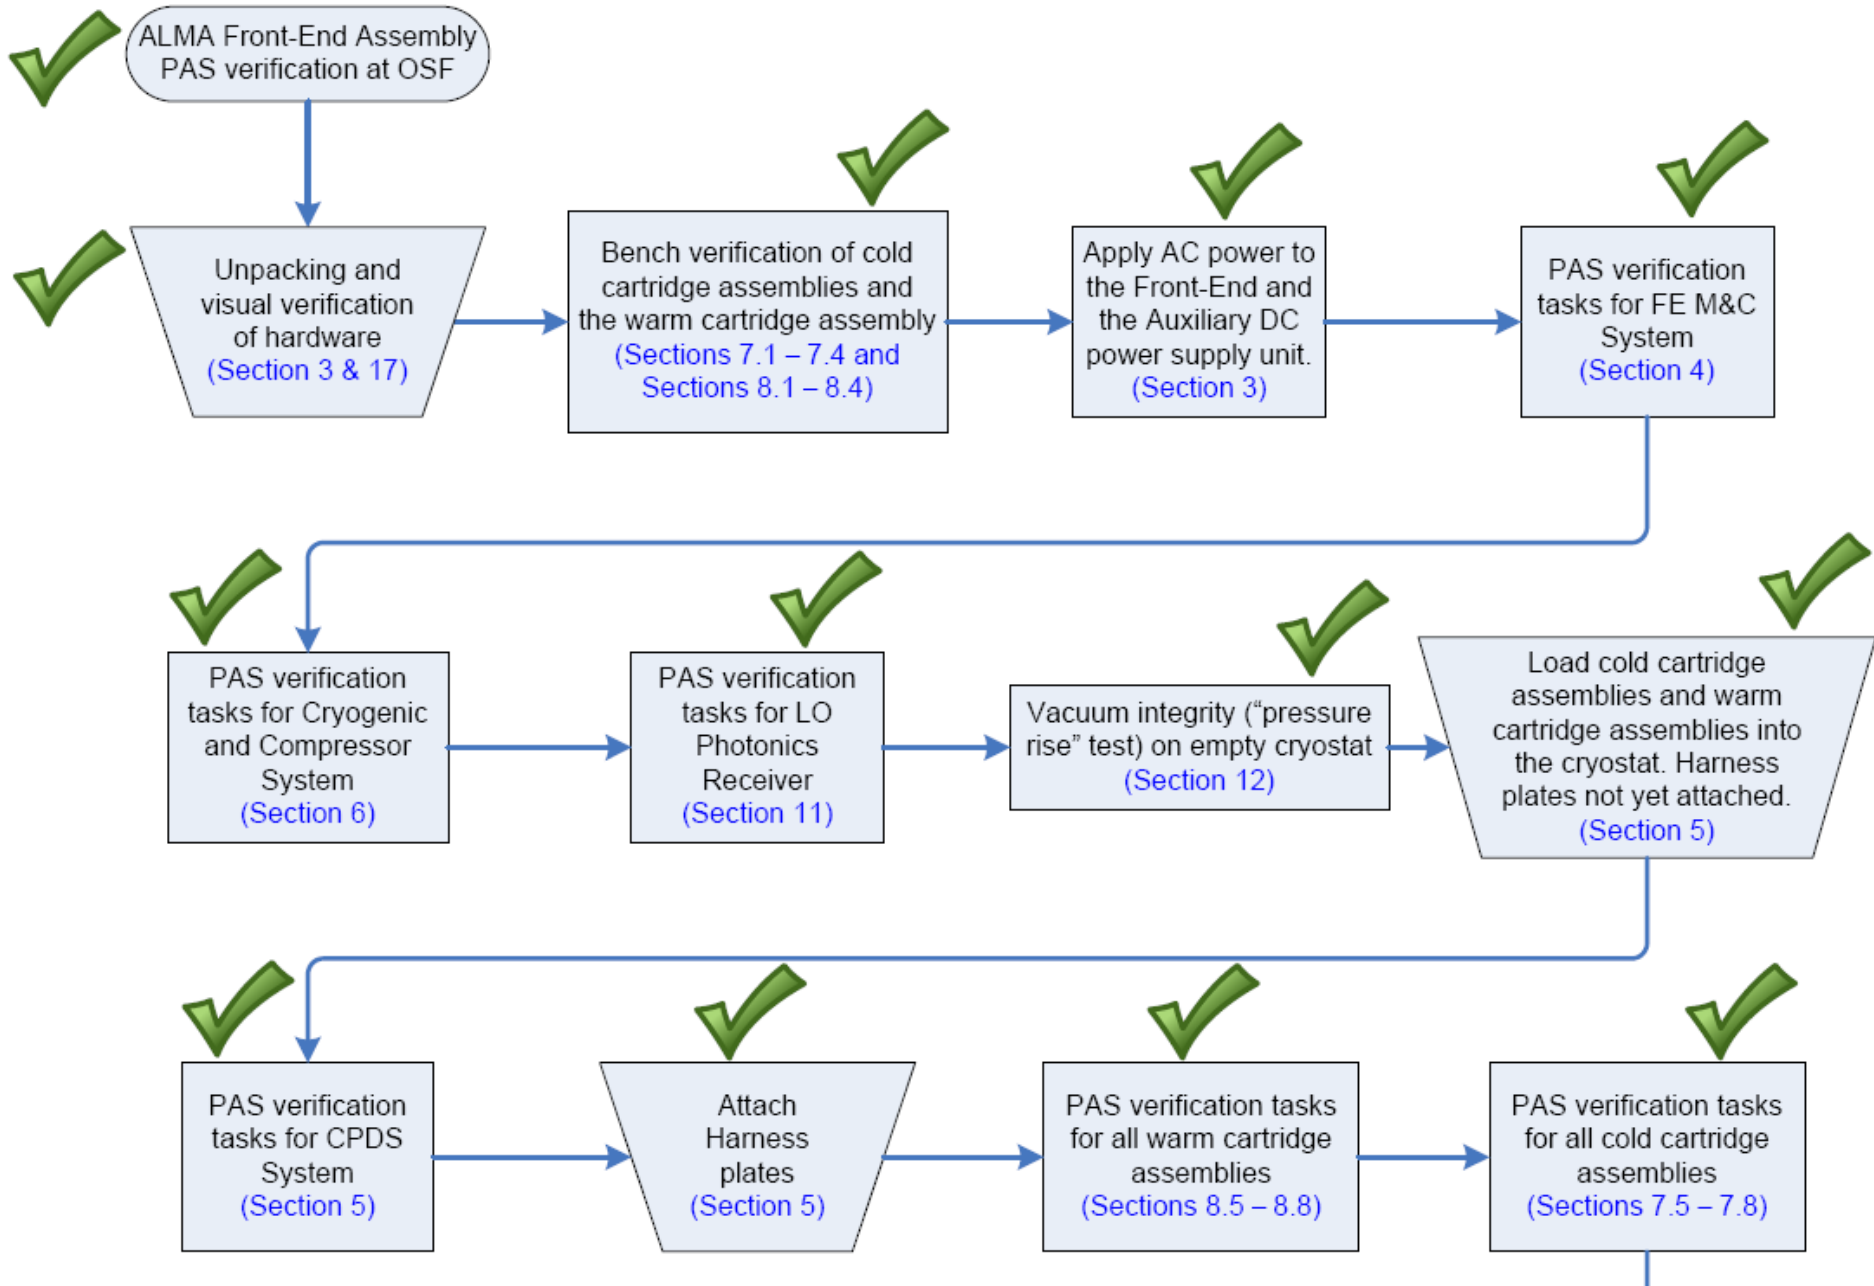 ALMA Front-End Assembly
PAS verification at OSF
Unpacking and
visual verification
of hardware
(Section 3 & 17)
Bench verification of cold
cartridge assemblies and
the warm cartridge assembly
(Sections 7.1 – 7.4 and
Sections 8.1 – 8.4)
Apply AC power to
the Front-End and
the Auxiliary DC
power supply unit.
(Section 3)
PAS verification
tasks for FE M&C
System
(Section 4)
PAS verification
tasks for Cryogenic
and Compressor
System
(Section 6)
PAS verification
tasks for LO
Photonics
Receiver
(Section 11)
Vacuum integrity (“pressure
rise” test) on empty cryostat
(Section 12)
Load cold cartridge
assemblies and warm
cartridge assemblies into
the cryostat. Harness
plates not yet attached.
(Section 5)
PAS verification
tasks for CPDS
System
(Section 5)
Attach
Harness
plates
(Section 5)
PAS verification tasks
for all warm cartridge
assemblies
(Sections 8.5 – 8.8)
PAS verification tasks
for all cold cartridge
assemblies
(Sections 7.5 – 7.8)